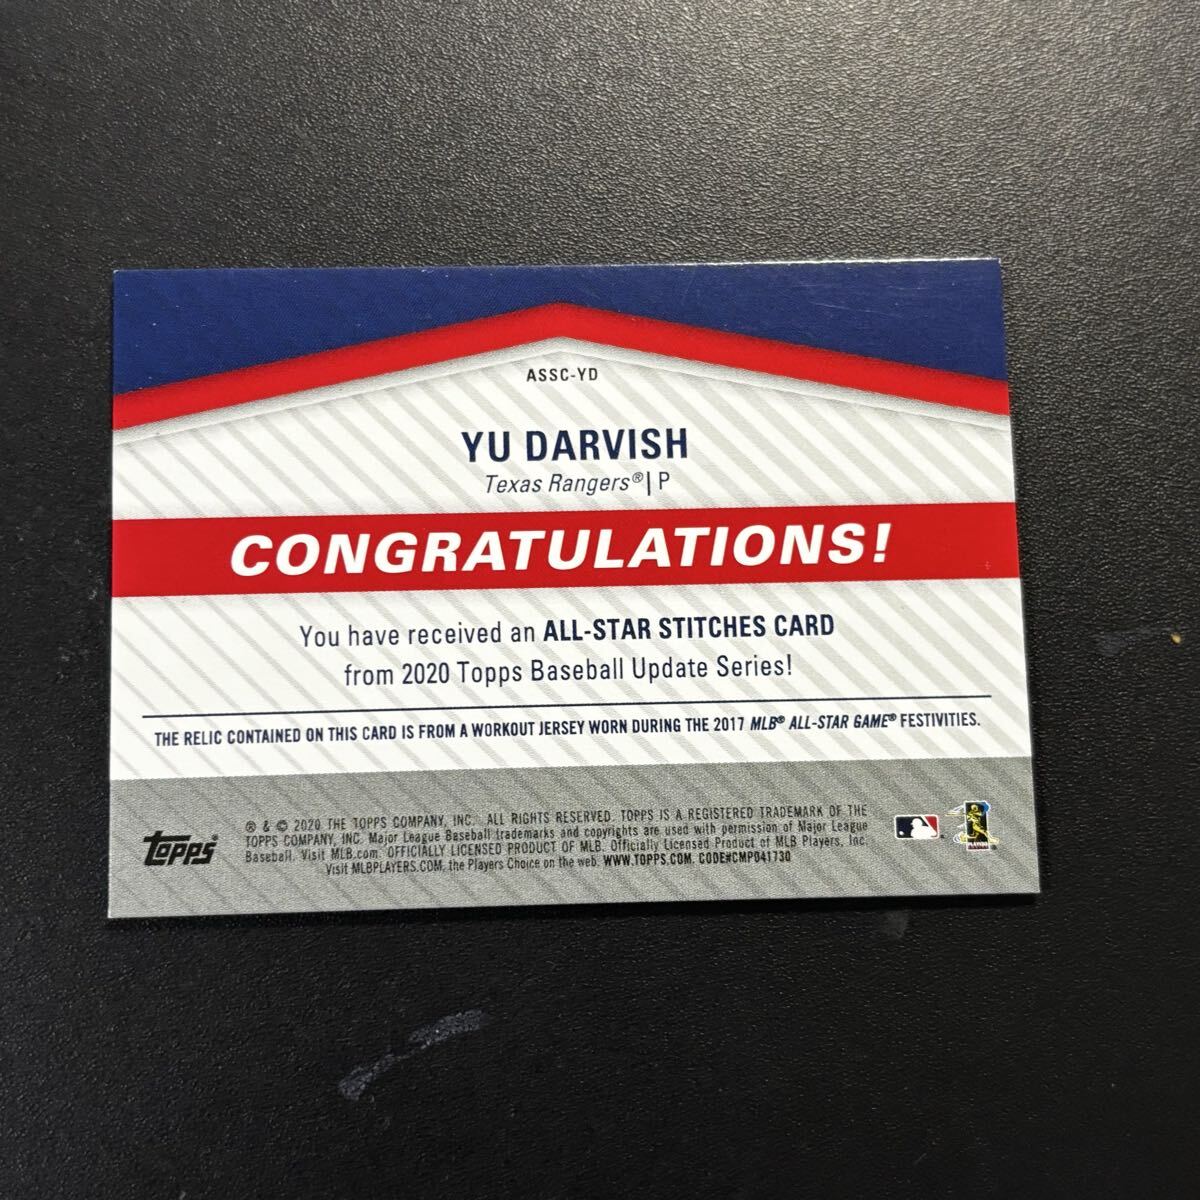 ASSC-YD
YU DARVISH
Texas Rangers® | P
CONGRATULATIONS!
You have received an ALL-STAR STITCHES CARD
from 2020 Topps Baseball Update Series!
THE RELIC CONTAINED ON THIS CARD IS FROM A WORKOUT JERSEY WORN DURING THE 2017 MLB® ALL-STAR GAME® FESTIVITIES.
TOPPS®
® & © 2020 THE TOPPS COMPANY, INC. ALL RIGHTS RESERVED. TOPPS IS A REGISTERED TRADEMARK OF THE
TOPPS COMPANY, INC. Major League Baseball trademarks and copyrights are used with permission of Major League
Baseball. Visit MLB.com. OFFICIALLY LICENSED PRODUCT OF MLB. Officially Licensed Product of MLB Players, Inc.
Visit MLBPLAYERS.COM, the Players Choice on the web. WWW.TOPPS.COM. CODE#CMP041730